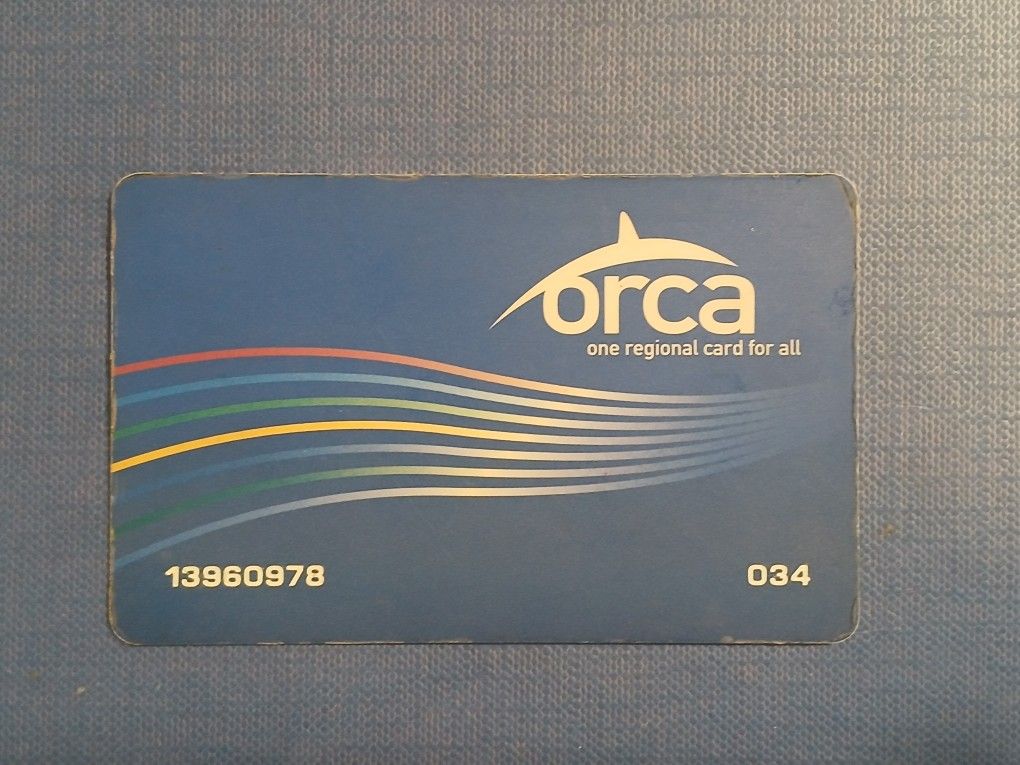 orca
one regional card for all
13960978 034